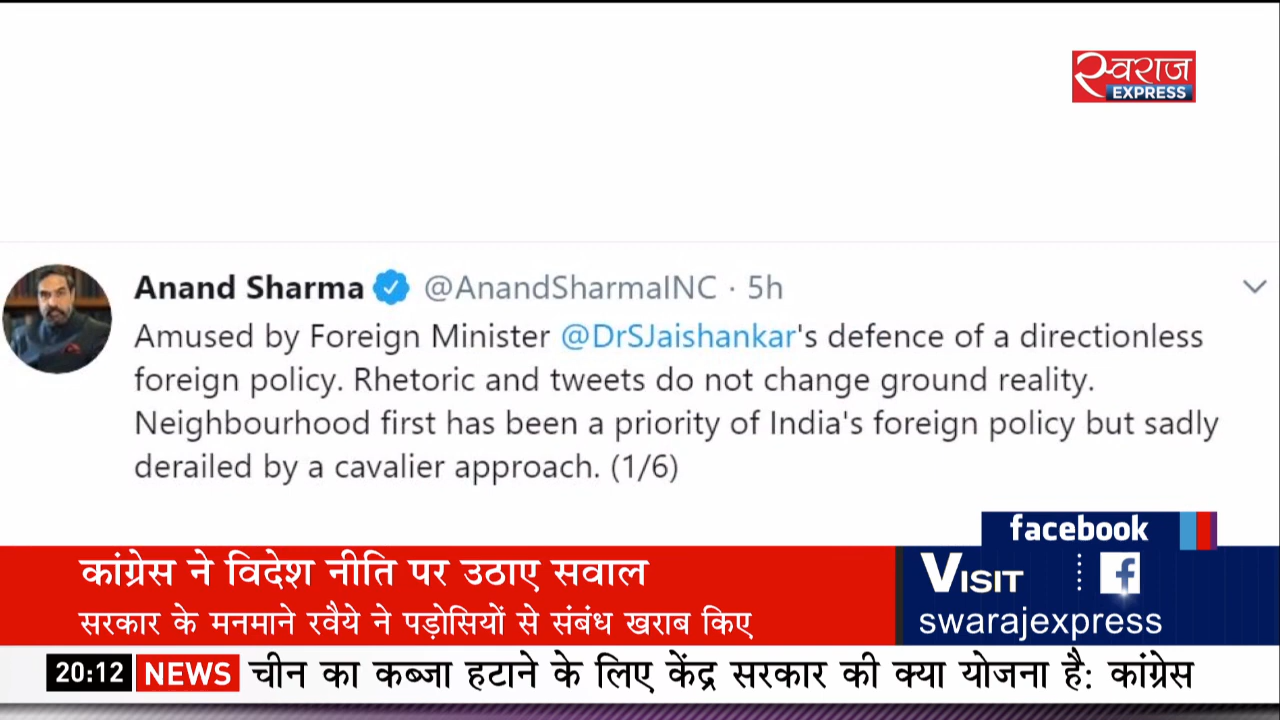 स्वराज
EXPRESS
Anand Sharma @AnandSharmaINC · 5h
Amused by Foreign Minister @DrSJaishankar's defence of a directionless
foreign policy. Rhetoric and tweets do not change ground reality.
Neighbourhood first has been a priority of India's foreign policy but sadly
derailed by a cavalier approach. (1/6)
facebook
कांग्रेस ने विदेश नीति पर उठाए सवाल
VISIT f
सरकार के मनमाने रवैये ने पड़ोसियों से संबंध खराब किए
swarajexpress
20:12 NEWS चीन का कब्जा हटाने के लिए केंद्र सरकार की क्या योजना है: कांग्रेस